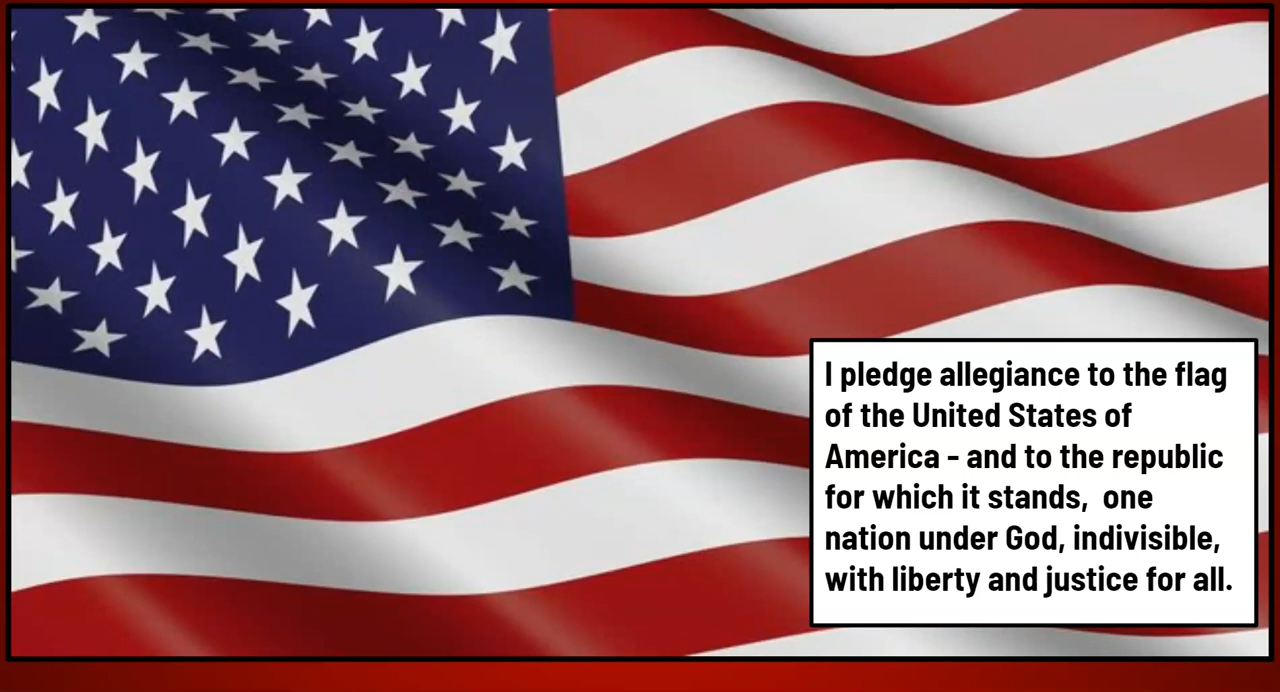 I pledge allegiance to the flag
of the United States of
America - and to the republic
for which it stands,  one
nation under God, indivisible,
with liberty and justice for all.